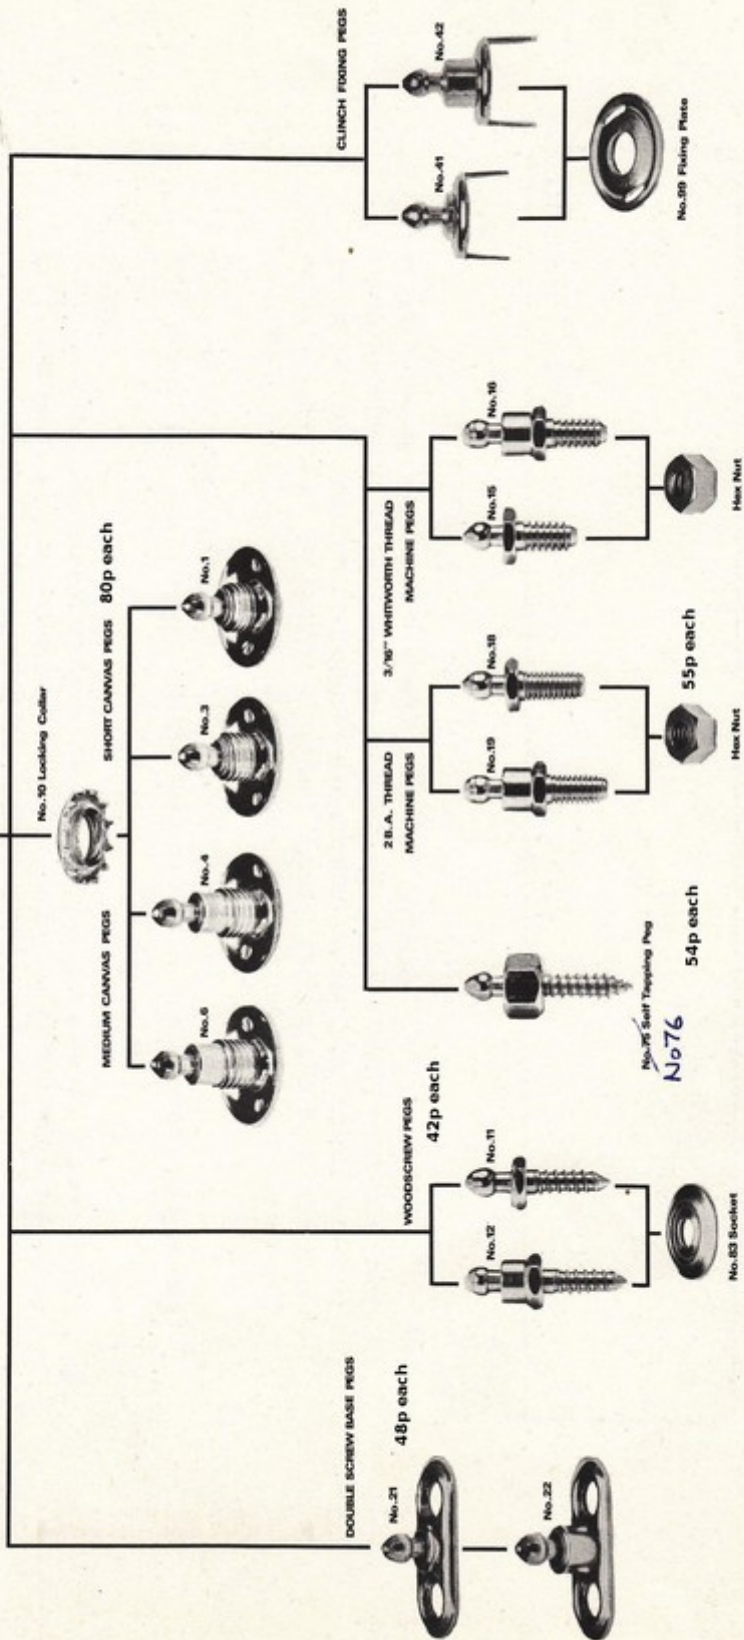 No.10 Locking Collar
MEDIUM CANVAS PEGS
SHORT CANVAS PEGS
80p each
No.6
No.4
No.3
No.1
DOUBLE SCREW BASE PEGS
48p each
No.21
No.22
WOODSCREW PEGS
42p each
No.12
No.11
No.83 Socket
No.75 Self Tapping Peg
No76
54p each
2 B.A. THREAD
MACHINE PEGS
No.19
No.18
Hex Nut
55p each
3/16" WHITWORTH THREAD
MACHINE PEGS
No.15
No.16
Hex Nut
CLINCH FIXING PEGS
No.41
No.42
No.99 Fixing Plate